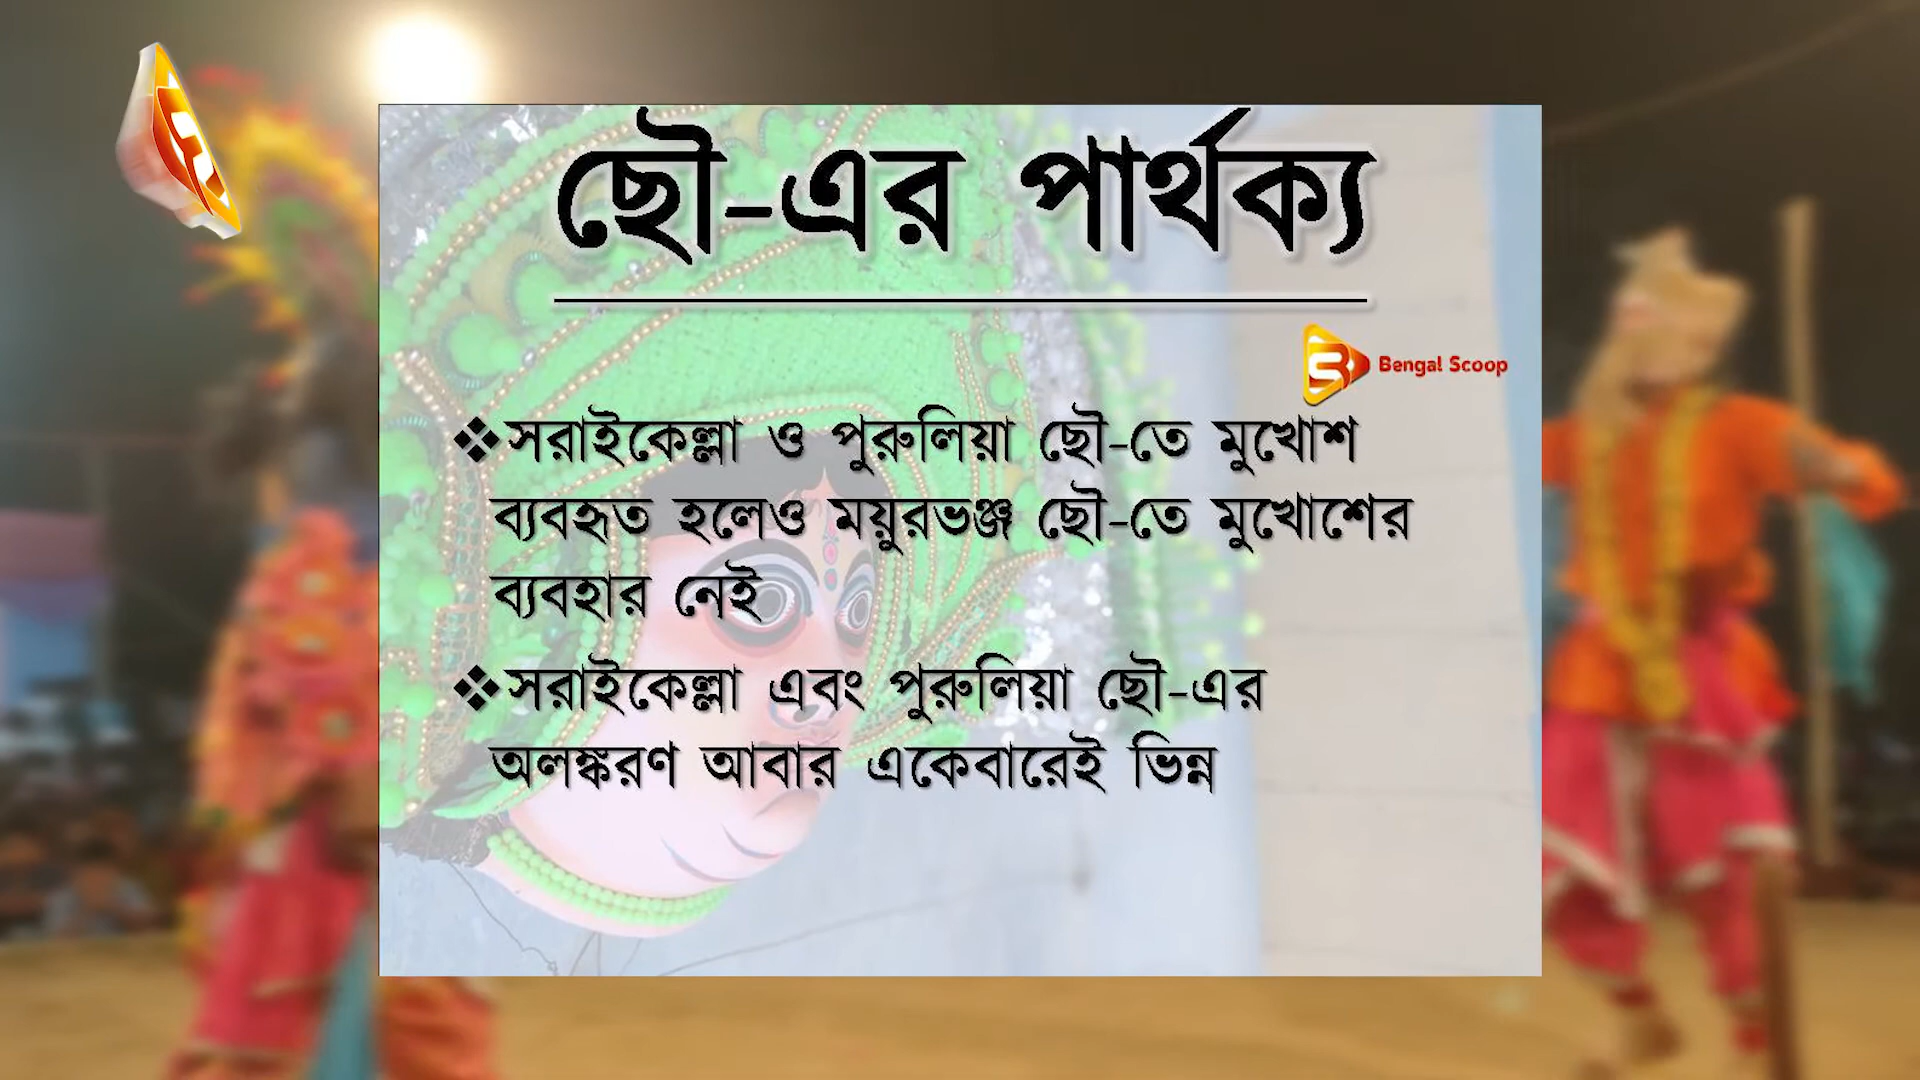 ছৌ-এর পার্থক্য
Bengal Scoop
❖সরাইকেল্লা ও পুরুলিয়া ছৌ-তে মুখোশ
ব্যবহৃত হলেও ময়ুরভঞ্জ ছৌ-তে মুখোশের
ব্যবহার নেই
❖সরাইকেল্লা এবং পুরুলিয়া ছৌ-এর
অলঙ্করণ আবার একেবারেই ভিন্ন